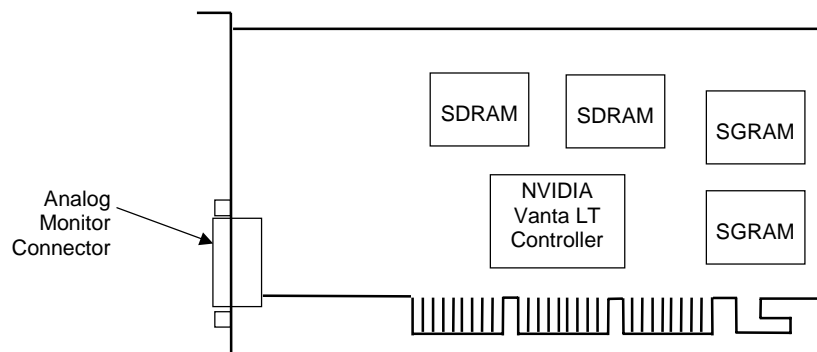 SDRAM
SDRAM
SGRAM
NVIDIA
Vanta LT
Controller
SGRAM
Analog
Monitor
Connector